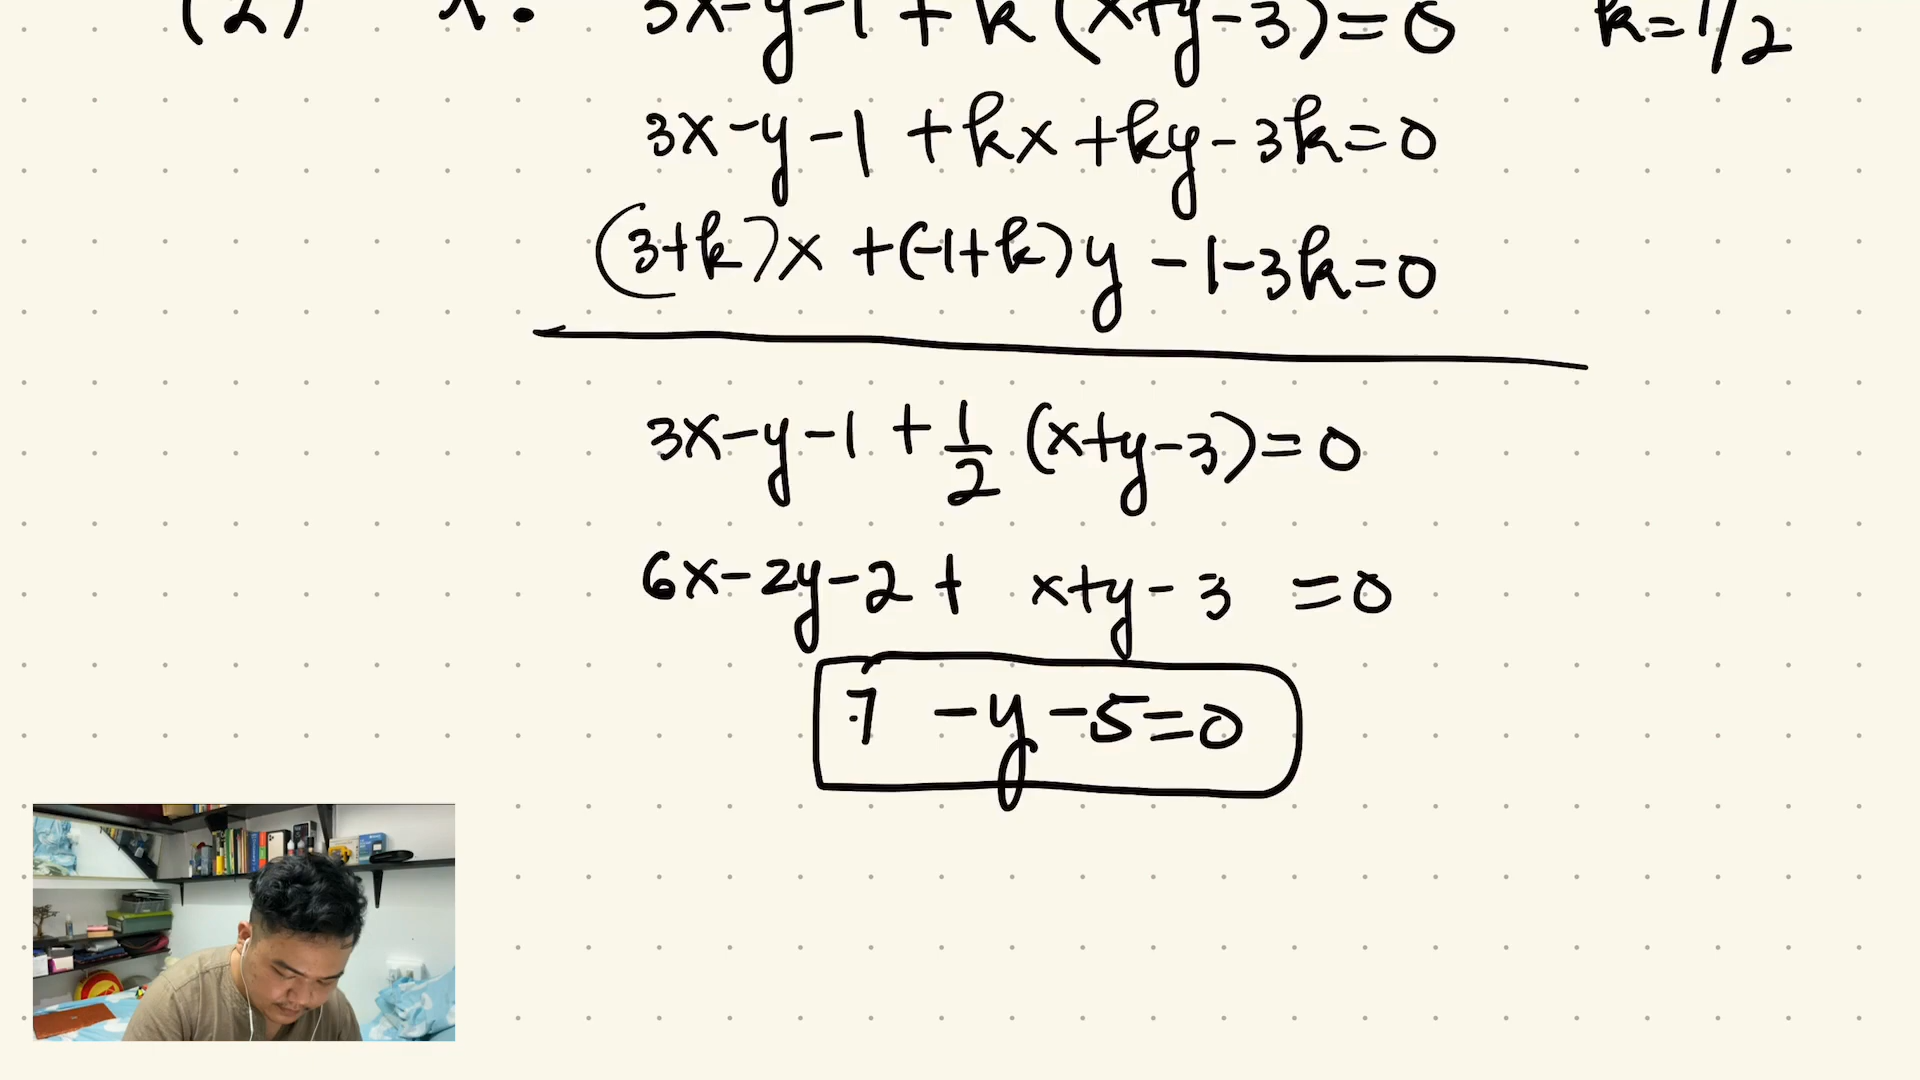 (2) 3x-y-1 + k (x+y-3)=0 k=1/2
3x-y-1 +kx +ky-3k=0
(3+k)x +(-1+k)y -1-3k=0
3x-y-1 + 1/2 (x+y-3)=0
6x-2y-2 + x+y-3 =0
7 -y-5=0